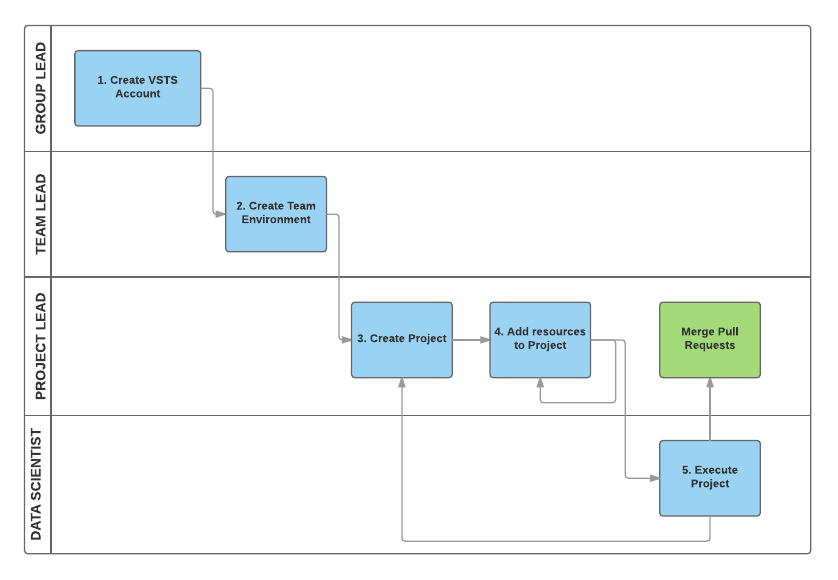 GROUP LEAD
1. Create VSTS
Account
TEAM LEAD
2. Create Team
Environment
PROJECT LEAD
3. Create Project
4. Add resources
to Project
Merge Pull
Requests
DATA SCIENTIST
5. Execute
Project